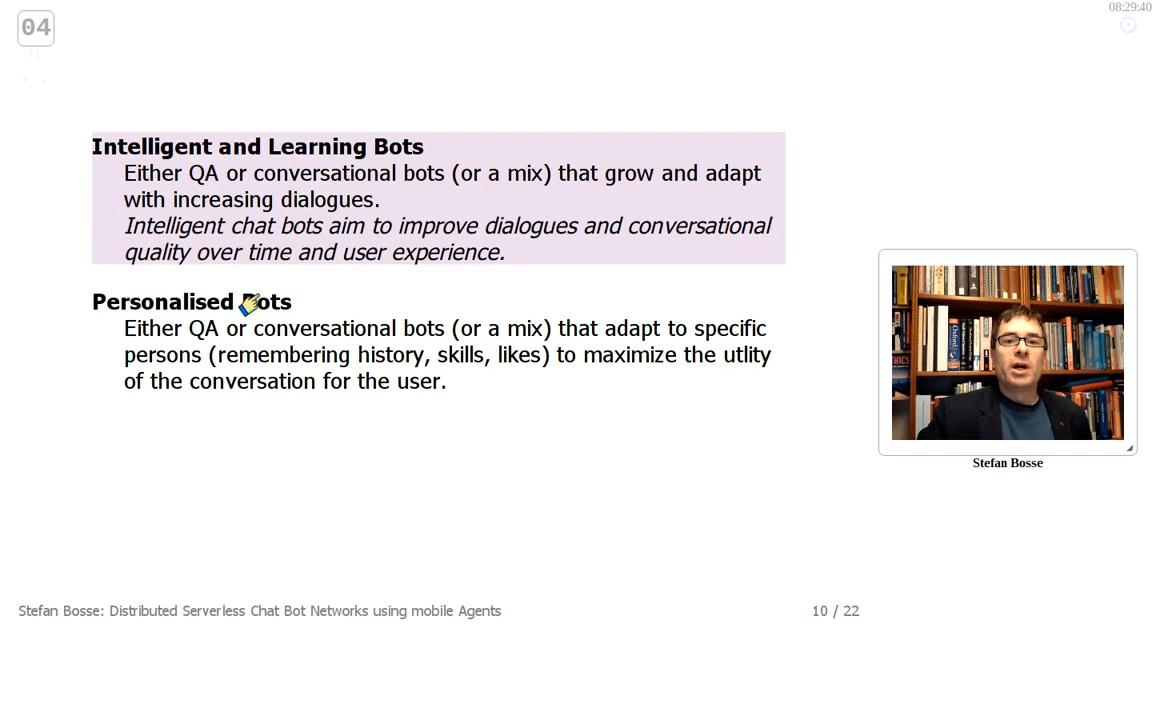 04
08:29:40
Intelligent and Learning Bots
Either QA or conversational bots (or a mix) that grow and adapt
with increasing dialogues.
Intelligent chat bots aim to improve dialogues and conversational
quality over time and user experience.
Personalised Bots
Either QA or conversational bots (or a mix) that adapt to specific
persons (remembering history, skills, likes) to maximize the utlity
of the conversation for the user.
Stefan Bosse
Stefan Bosse: Distributed Serverless Chat Bot Networks using mobile Agents
10 / 22